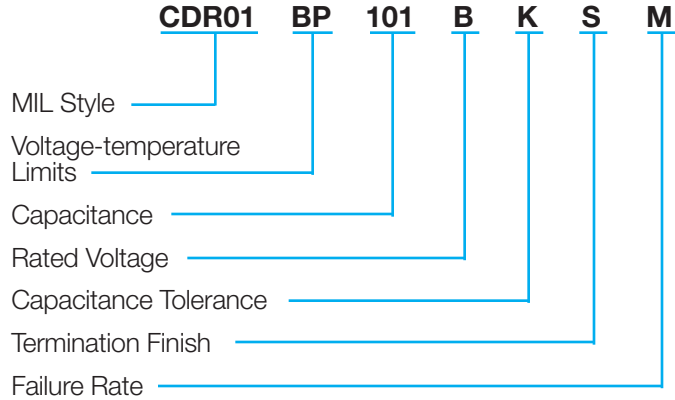 CDR01 BP 101 B K S M
MIL Style
Voltage-temperature
Limits
Capacitance
Rated Voltage
Capacitance Tolerance
Termination Finish
Failure Rate